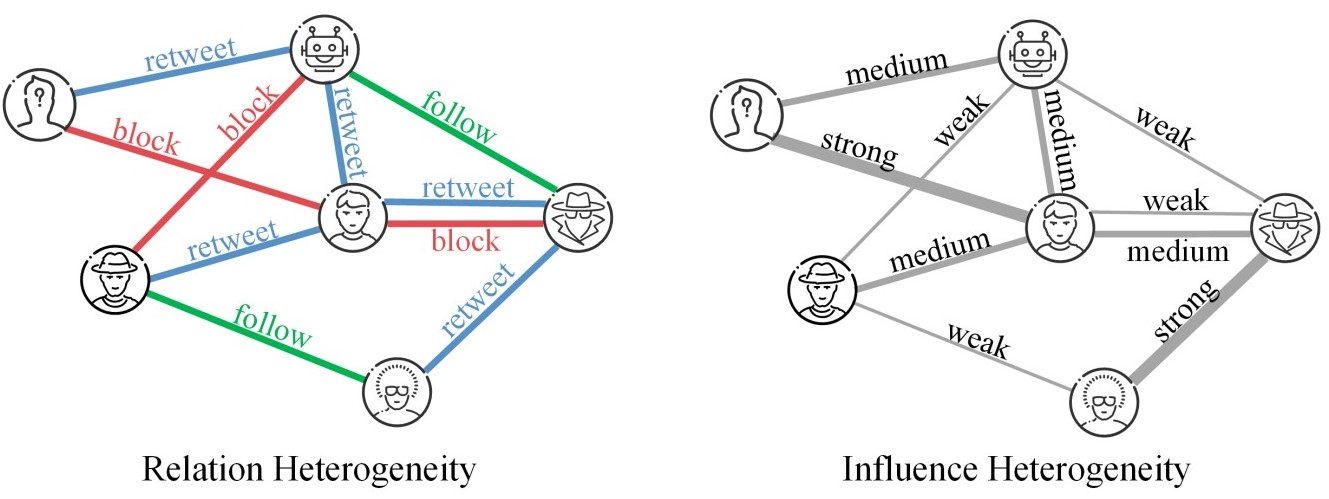 retweet
block
block
retweet
follow
retweet
block
retweet
follow
retweet
Relation Heterogeneity
medium
strong
weak
medium
weak
weak
medium
medium
weak
strong
Influence Heterogeneity